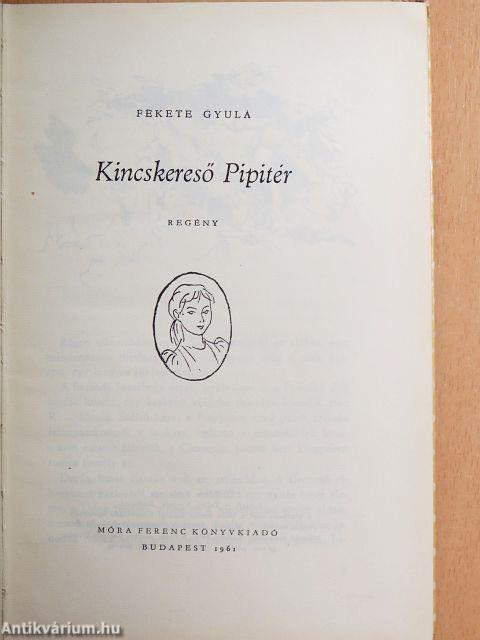 FEKETE GYULA
Kincskereső Pipitér
REGÉNY
MÓRA FERENC KÖNYVKIADÓ
BUDAPEST 1961
Antikvárium.hu